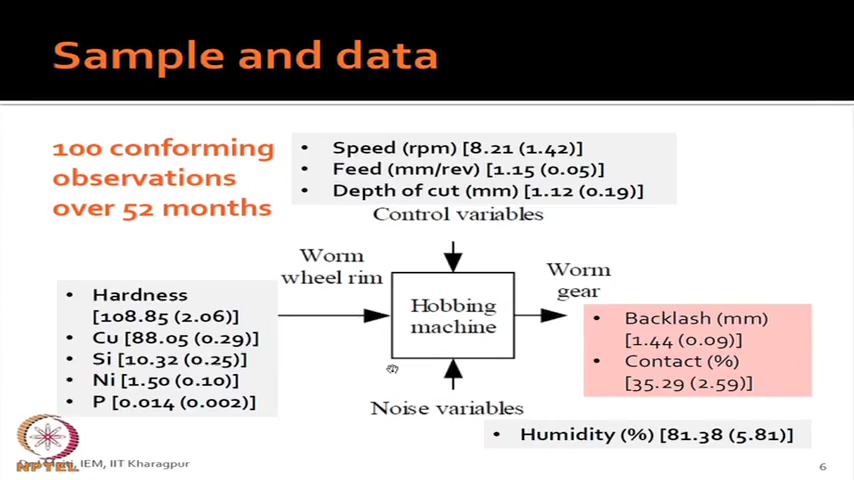 Sample and data
100 conforming
observations
over 52 months
• Speed (rpm) [8.21 (1.42)]
• Feed (mm/rev) [1.15 (0.05)]
• Depth of cut (mm) [1.12 (0.19)]
Control variables
Worm
wheel rim
Hobbing
machine
Worm
gear
• Hardness
[108.85 (2.06)]
• Cu [88.05 (0.29)]
• Si [10.32 (0.25)]
• Ni [1.50 (0.10)]
• P [0.014 (0.002)]
• Backlash (mm)
[1.44 (0.09)]
• Contact (%)
[35.29 (2.59)]
Noise variables
• Humidity (%) [81.38 (5.81)]
IEM, IIT Kharagpur
NPTEL
6